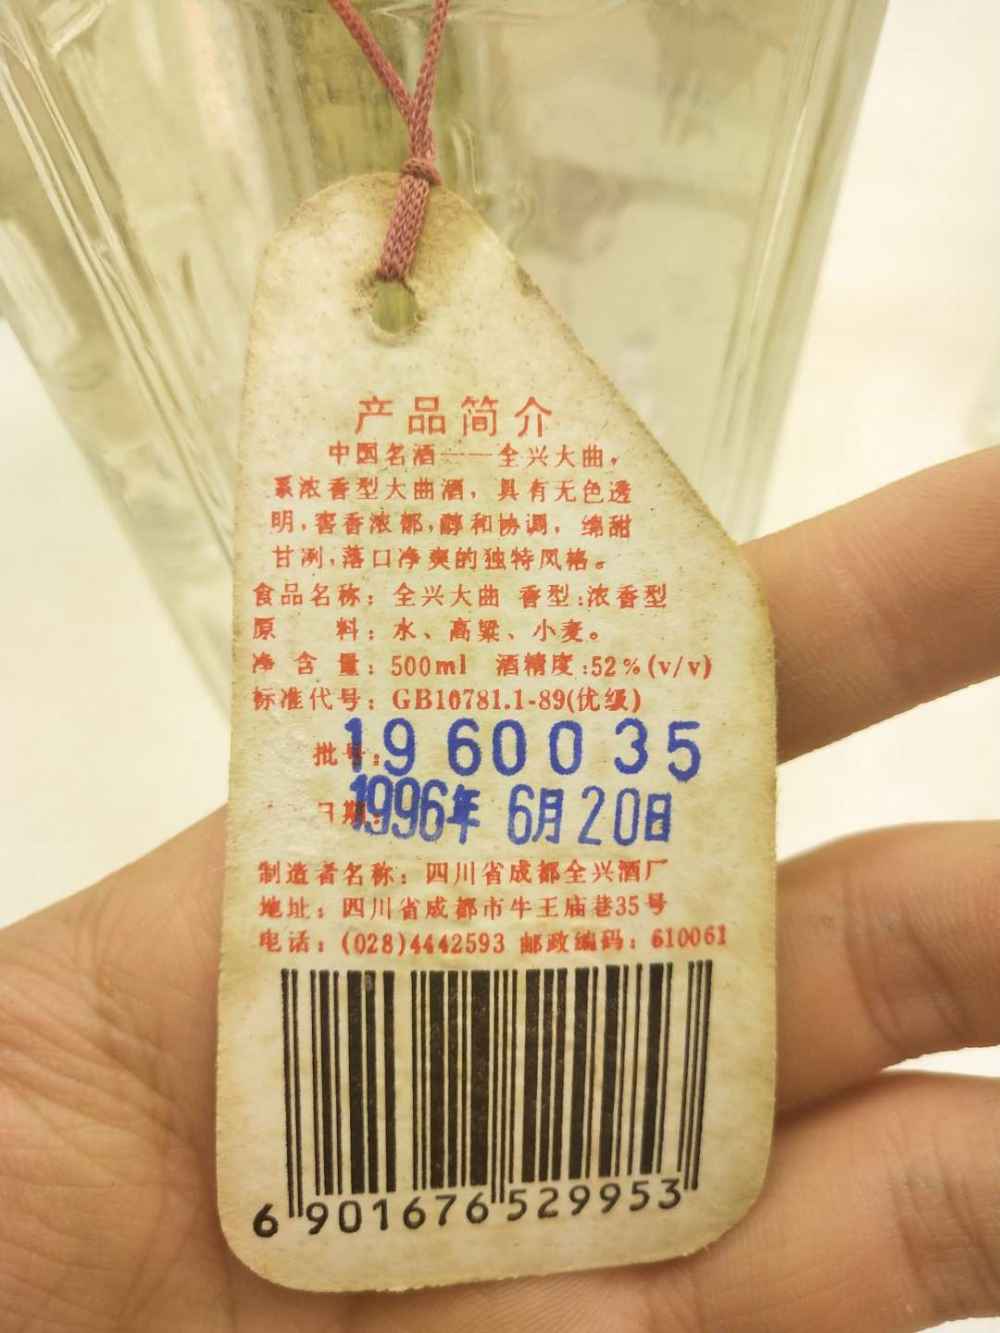 产品简介
中国名酒——全兴大曲，
系浓香型大曲酒，具有无色透
明，窖香浓郁，醇和协调，绵甜
甘冽，落口净爽的独特风格。
食品名称：全兴大曲 香型：浓香型
原 料：水、高粱、小麦。
净 含 量：500ml 酒精度：52%(v/v)
标准代号：GB10781.1-89(优级)
批号：1960035
日期：1996年 6月20日
制造者名称：四川省成都全兴酒厂
地址：四川省成都市牛王庙巷35号
电话：(028)4442593 邮政编码：610061
6 901676 529953